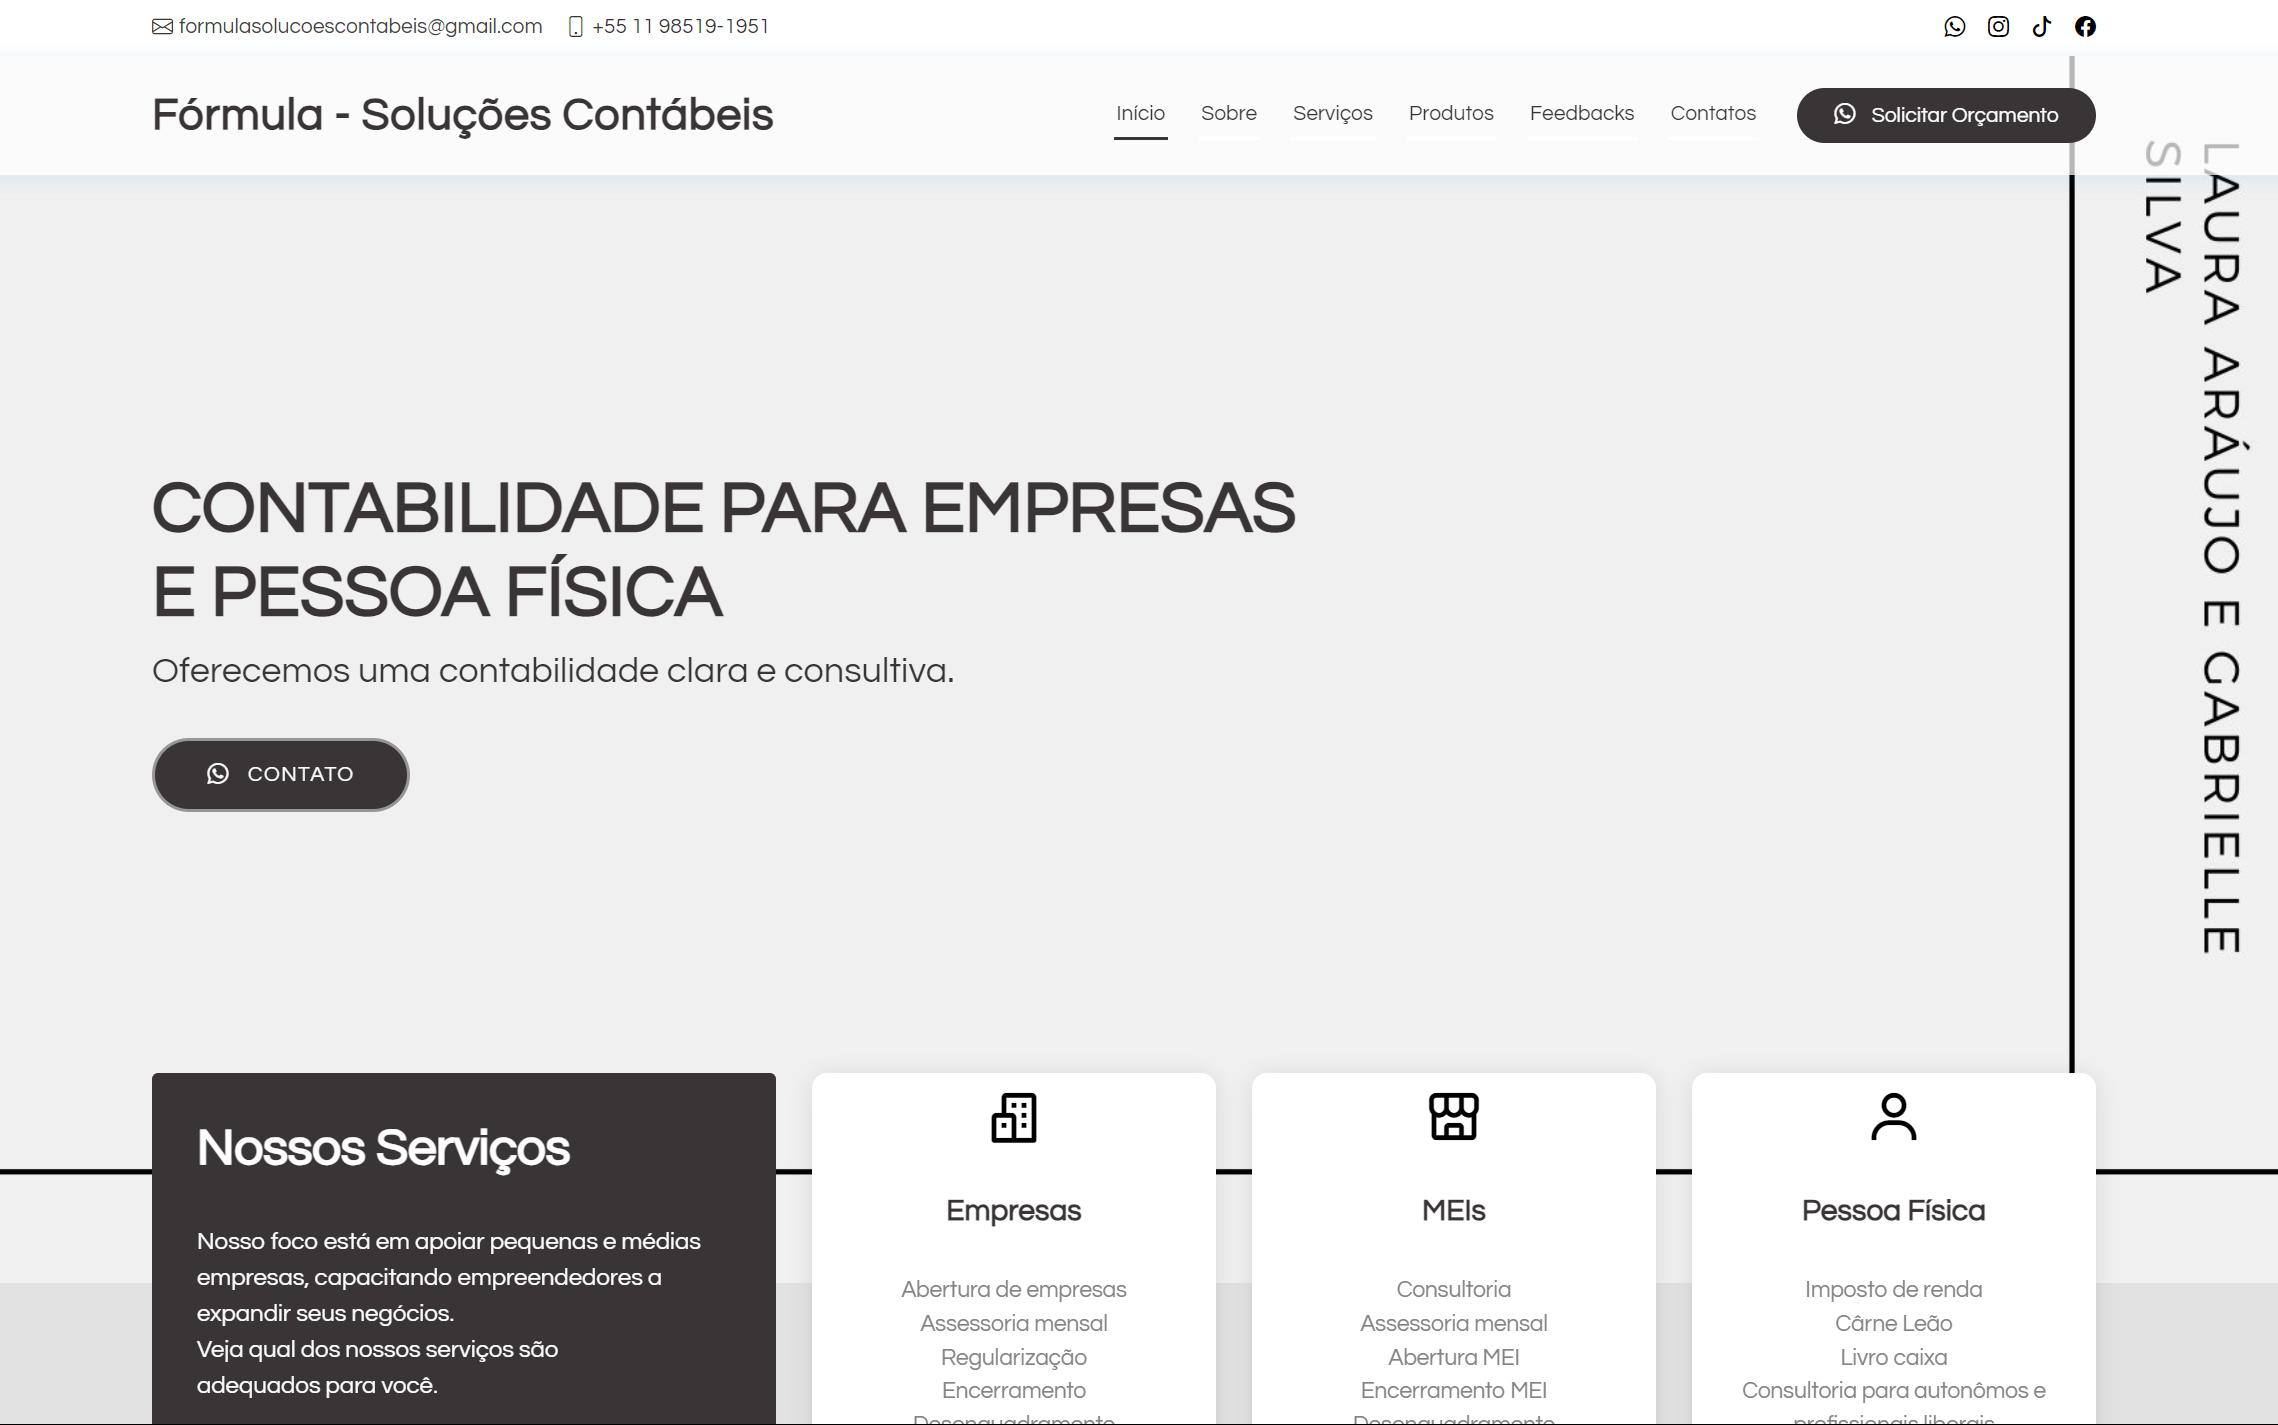 formulasolucoescontabeis@gmail.com
+55 11 98519-1951
Fórmula - Soluções Contábeis
Início
Sobre
Serviços
Produtos
Feedbacks
Contatos
Solicitar Orçamento
LAURA ARÁUJO E GABRIELLE
SILVA
CONTABILIDADE PARA EMPRESAS
E PESSOA FÍSICA
Oferecemos uma contabilidade clara e consultiva.
CONTATO
Nossos Serviços
Nosso foco está em apoiar pequenas e médias
empresas, capacitando empreendedores a
expandir seus negócios.
Veja qual dos nossos serviços são
adequados para você.
Empresas
Abertura de empresas
Assessoria mensal
Regularização
Encerramento
Desenquadramento
MEIs
Consultoria
Assessoria mensal
Abertura MEI
Encerramento MEI
Desenquadramento
Pessoa Física
Imposto de renda
Cârne Leão
Livro caixa
Consultoria para autonômos e
profissionais liberais